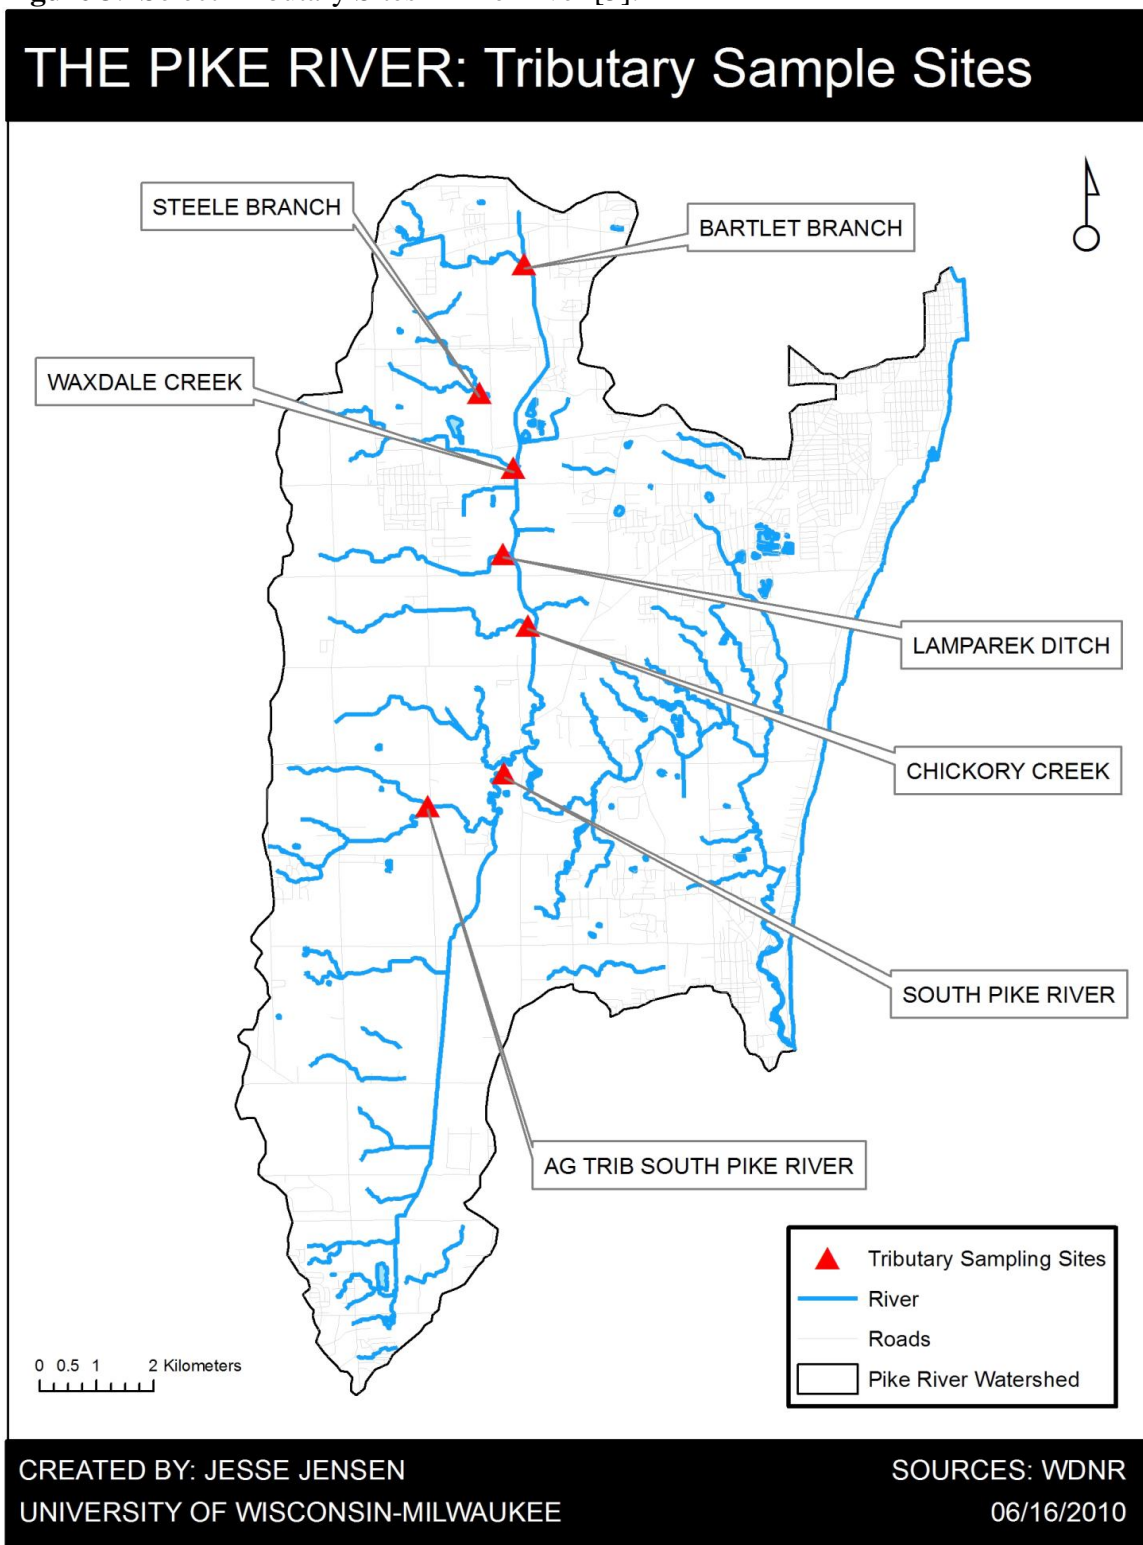 THE PIKE RIVER: Tributary Sample Sites
STEELE BRANCH
BARTLET BRANCH
WAXDALE CREEK
LAMPAREK DITCH
CHICKORY CREEK
SOUTH PIKE RIVER
AG TRIB SOUTH PIKE RIVER
Tributary Sampling Sites
River
Roads
Pike River Watershed
0 0.5 1 2 Kilometers
CREATED BY: JESSE JENSEN
UNIVERSITY OF WISCONSIN-MILWAUKEE
SOURCES: WDNR
06/16/2010